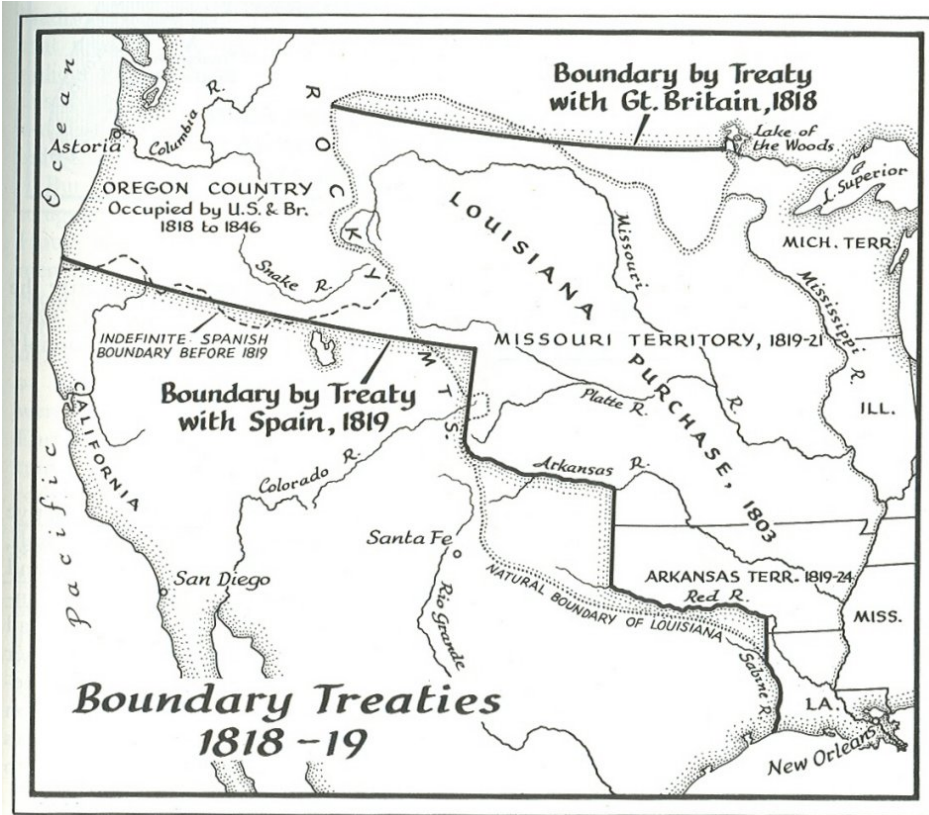 Boundary by Treaty
with Gt. Britain, 1818
Lake of
the Woods
L. Superior
MICH. TERR.
Pacific Ocean
Astoria
Columbia R.
ROCKY MTS.
OREGON COUNTRY
Occupied by U.S. & Br.
1818 to 1846
Snake R.
LOUISIANA PURCHASE, 1803
Missouri R.
Mississippi R.
INDEFINITE SPANISH
BOUNDARY BEFORE 1819
MISSOURI TERRITORY, 1819-21
Boundary by Treaty
with Spain, 1819
Platte R.
ILL.
CALIFORNIA
Colorado R.
Arkansas R.
Santa Fe
San Diego
Rio Grande
NATURAL BOUNDARY OF LOUISIANA
ARKANSAS TERR. 1819-24
Red R.
MISS.
Sabine R.
LA.
New Orleans
Boundary Treaties
1818-19